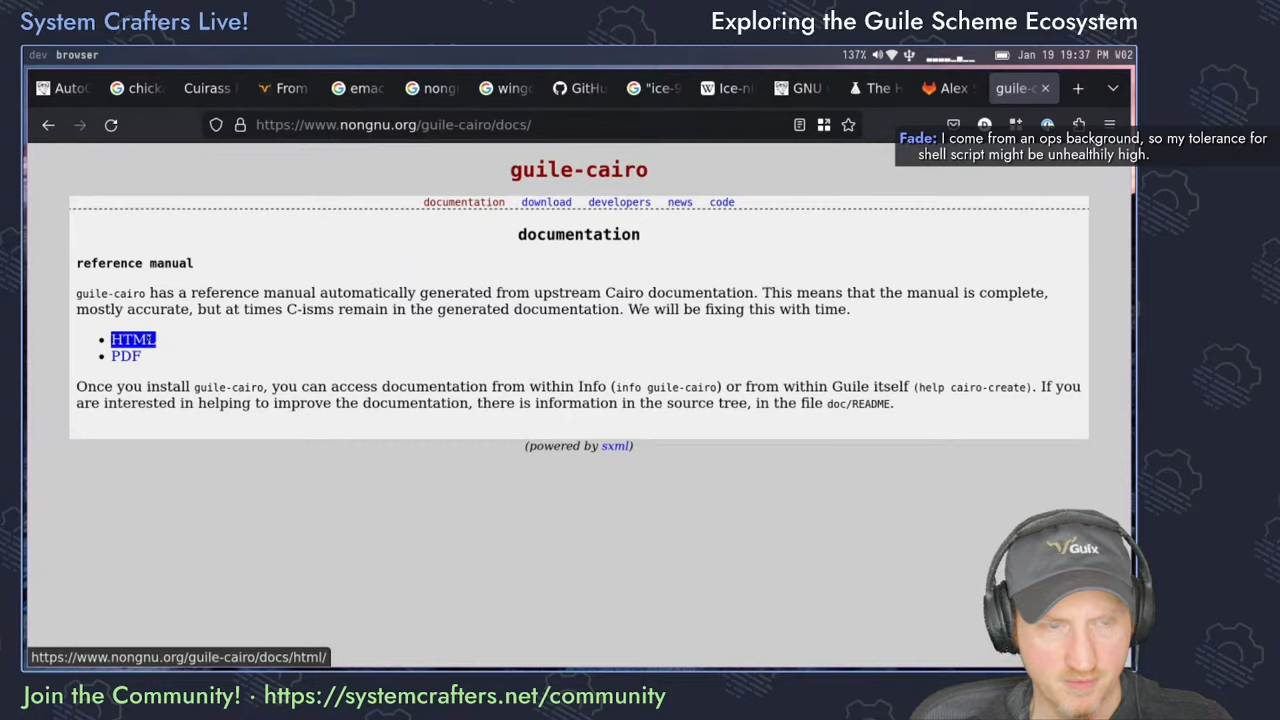 System Crafters Live!
Exploring the Guile Scheme Ecosystem
dev browser
137%
Jan 19 19:37 PM W02
Auto
chick
Cuirass
From
emac
nong
wing
GitHu
"ice-9
Ice-n
GNU
The H
Alex
guile-c
https://www.nongnu.org/guile-cairo/docs/
Fade: I come from an ops background, so my tolerance for
shell script might be unhealthily high.
guile-cairo
documentation download developers news code
documentation
reference manual
guile-cairo has a reference manual automatically generated from upstream Cairo documentation. This means that the manual is complete,
mostly accurate, but at times C-isms remain in the generated documentation. We will be fixing this with time.
HTML
PDF
Once you install guile-cairo, you can access documentation from within Info (info guile-cairo) or from within Guile itself (help cairo-create). If you
are interested in helping to improve the documentation, there is information in the source tree, in the file doc/README.
(powered by sxml)
Guix
https://www.nongnu.org/guile-cairo/docs/html/
Join the Community! · https://systemcrafters.net/community